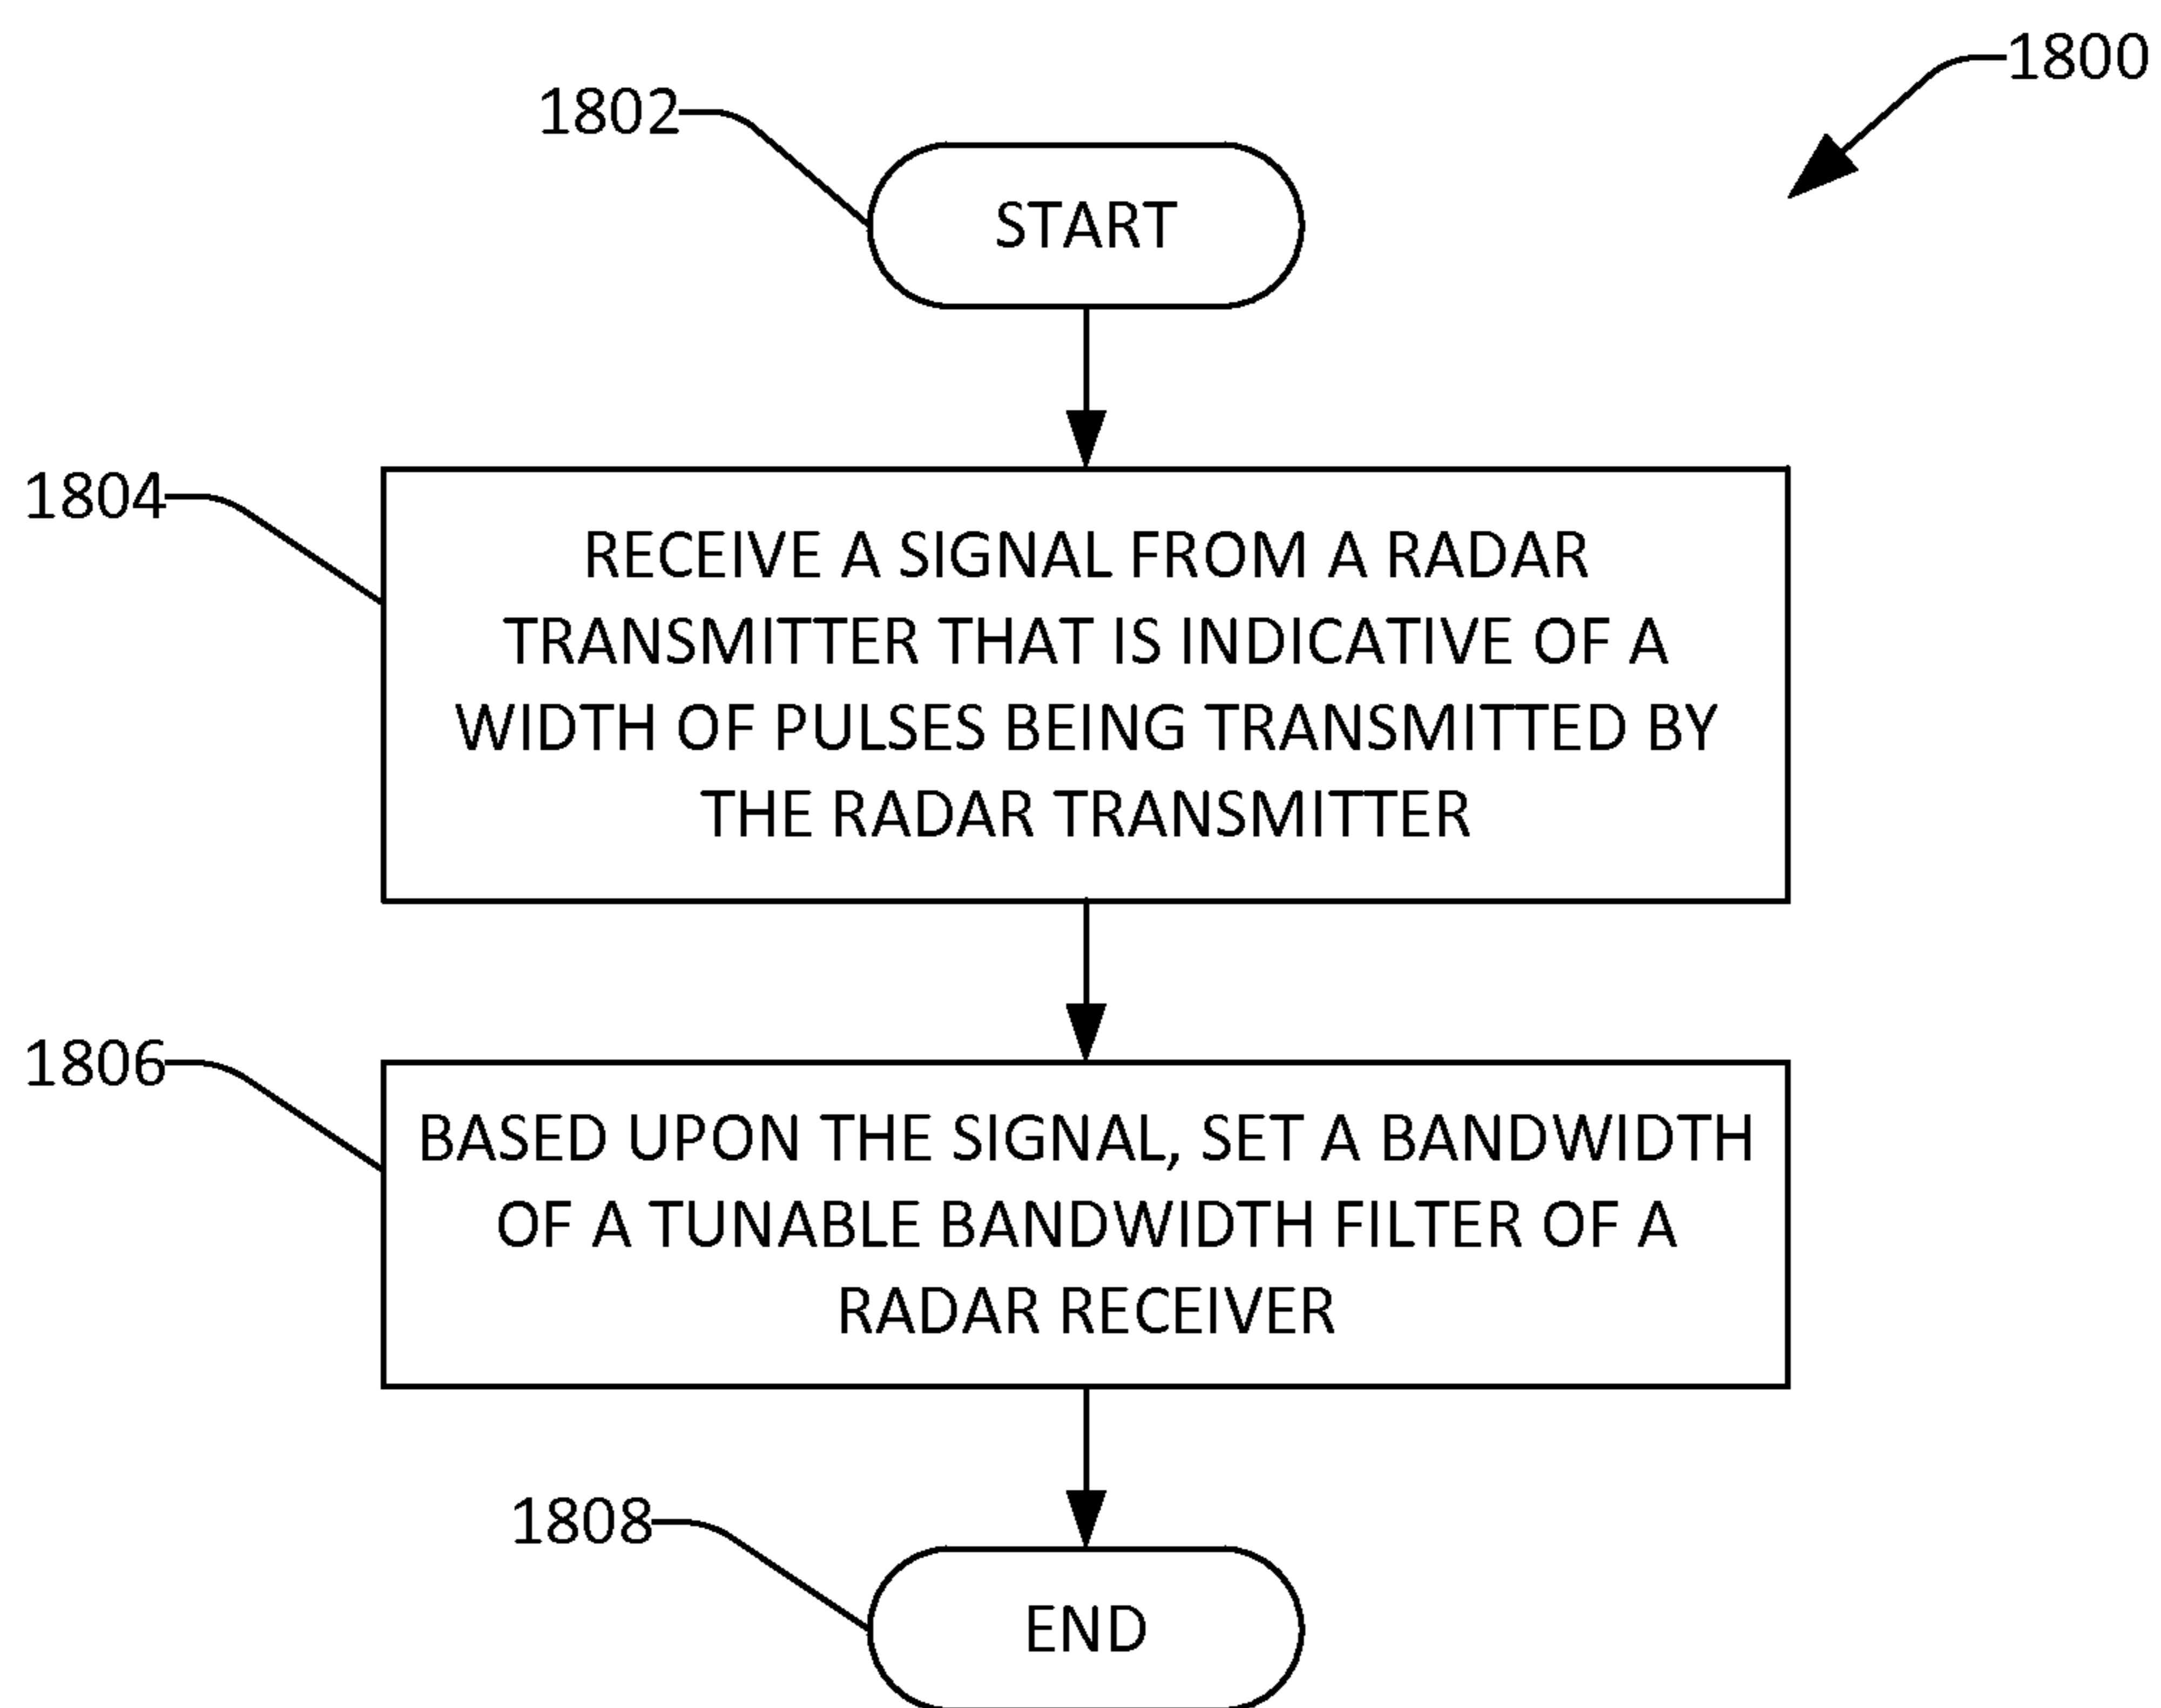 1800
1802
START
1804
RECEIVE A SIGNAL FROM A RADAR
TRANSMITTER THAT IS INDICATIVE OF A
WIDTH OF PULSES BEING TRANSMITTED BY
THE RADAR TRANSMITTER
1806
BASED UPON THE SIGNAL, SET A BANDWIDTH
OF A TUNABLE BANDWIDTH FILTER OF A
RADAR RECEIVER
1808
END